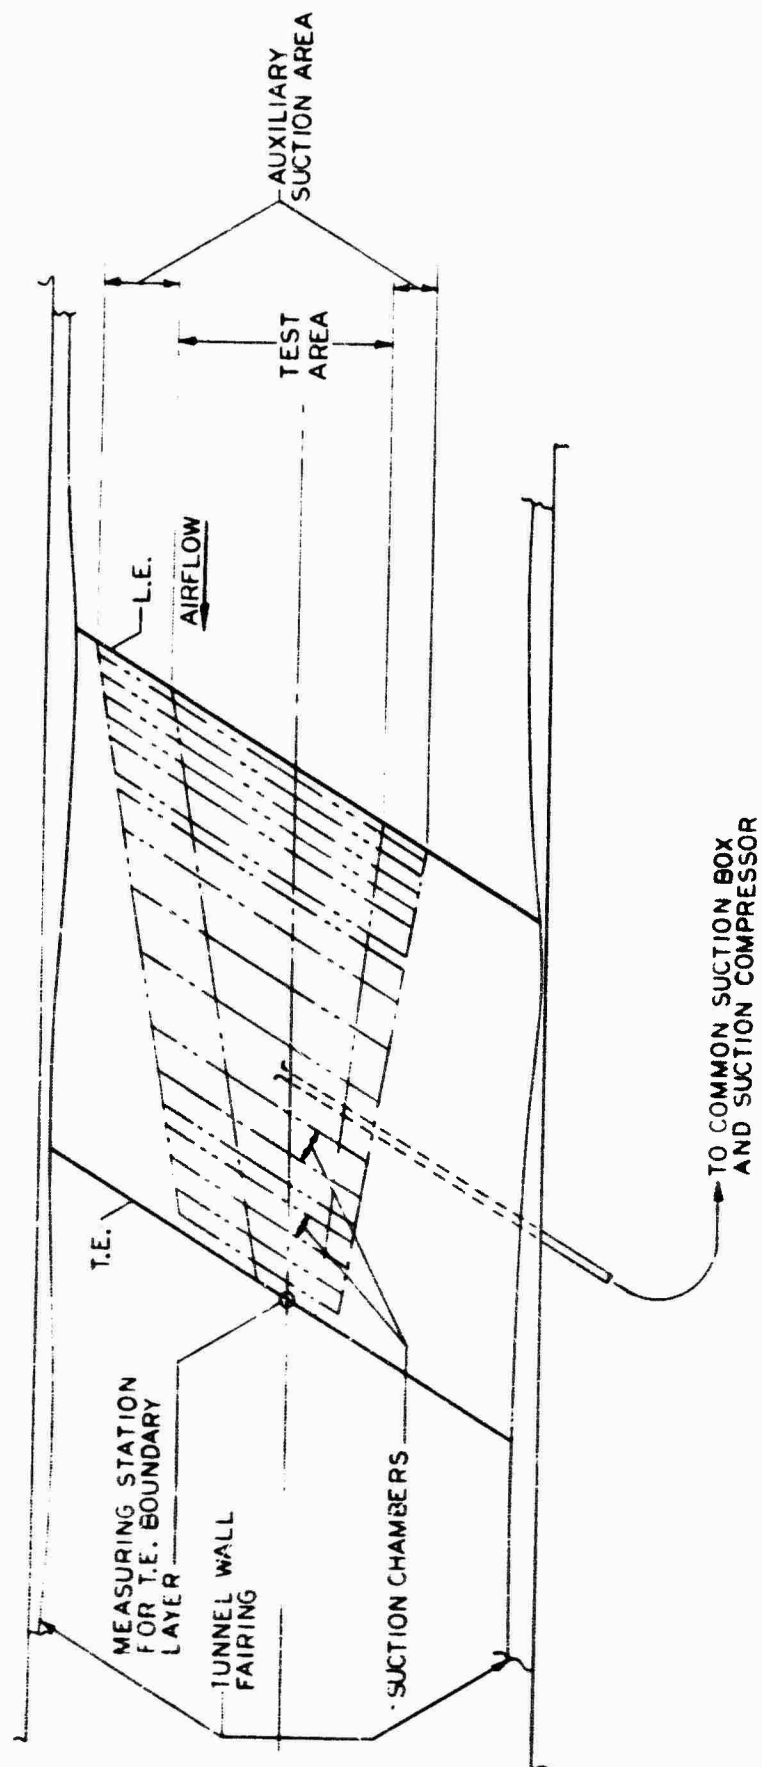 AUXILIARY
SUCTION AREA
TEST
AREA
L.E.
AIRFLOW
T.E.
MEASURING STATION
FOR T.E. BOUNDARY
LAYER
TUNNEL WALL
FAIRING
SUCTION CHAMBERS
TO COMMON SUCTION BOX
AND SUCTION COMPRESSOR